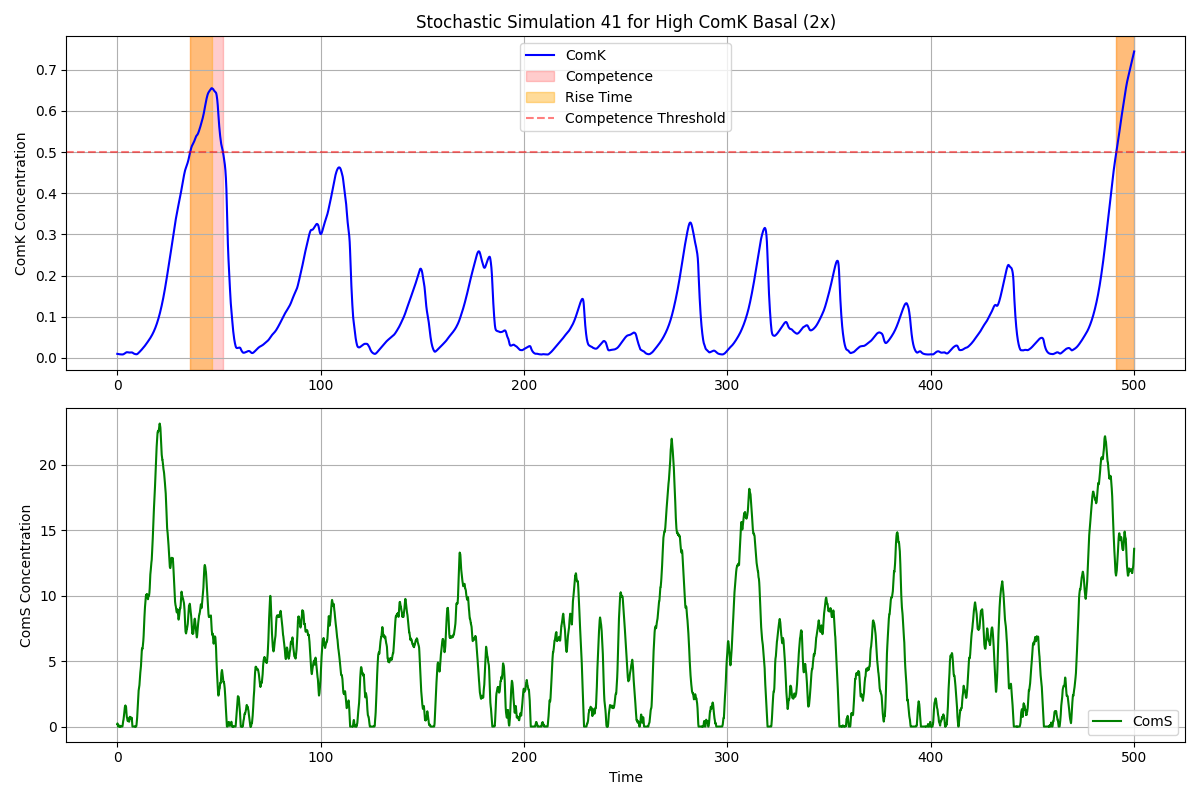 Stochastic Simulation 41 for High ComK Basal (2x)
ComK Concentration
0.7
0.6
0.5
0.4
0.3
0.2
0.1
0.0
ComK
Competence
Rise Time
Competence Threshold
0 100 200 300 400 500
ComS Concentration
20
15
10
5
0
ComS
0 100 200 300 400 500
Time